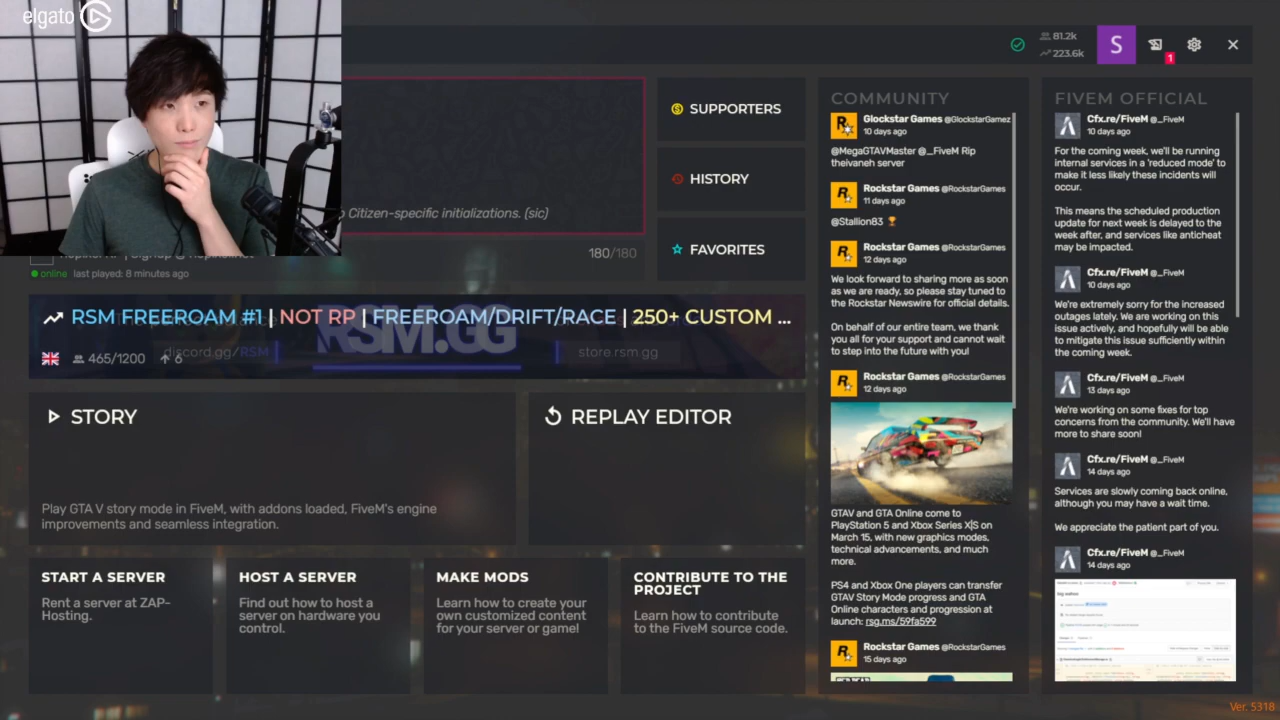 elgato
81.2k
223.6k
S
1
o Citizen-specific initializations. (sic)
180/180
online last played: 8 minutes ago
SUPPORTERS
HISTORY
FAVORITES
RSM FREEROAM #1 | NOT RP | FREEROAM/DRIFT/RACE | 250+ CUSTOM ...
RSM.GG
discord.gg/RSM
store.rsm.gg
465/1200 6
STORY
Play GTA V story mode in FiveM, with addons loaded, FiveM's engine
improvements and seamless integration.
REPLAY EDITOR
START A SERVER
Rent a server at ZAP-
Hosting.
HOST A SERVER
Find out how to host a
server on hardware you
control.
MAKE MODS
Learn how to create your
own customized content
for your server or game!
CONTRIBUTE TO THE
PROJECT
Learn how to contribute
to the FiveM source code.
COMMUNITY
Glockstar Games @GlockstarGamez
10 days ago
@MegaGTAVMaster @_FiveM Rip
theivaneh server
Rockstar Games @RockstarGames
11 days ago
@Stallion83 🏆
Rockstar Games @RockstarGames
12 days ago
We look forward to sharing more as soon
as we are ready, so please stay tuned to
the Rockstar Newswire for official details.
On behalf of our entire team, we thank
you all for your support and cannot wait
to step into the future with you!
Rockstar Games @RockstarGames
12 days ago
GTAV and GTA Online come to
PlayStation 5 and Xbox Series X|S on
March 15, with new graphics modes,
technical advancements, and much
more.
PS4 and Xbox One players can transfer
GTAV Story Mode progress and GTA
Online characters and progression at
launch: rsg.ms/59fa599
Rockstar Games @RockstarGames
15 days ago
FIVEM OFFICIAL
Cfx.re/FiveM @_FiveM
10 days ago
For the coming week, we'll be running
internal services in a 'reduced mode' to
make it less likely these incidents will
occur.
This means the scheduled production
update for next week is delayed to the
week after, and services like anticheat
may be impacted.
Cfx.re/FiveM @_FiveM
10 days ago
We're extremely sorry for the increased
outages lately. We are working on this
issue actively, and hopefully will be able
to mitigate this issue sufficiently within
the coming week.
Cfx.re/FiveM @_FiveM
13 days ago
We're working on some fixes for top
concerns from the community. We'll have
more to share soon!
Cfx.re/FiveM @_FiveM
14 days ago
Services are slowly coming back online,
although you may have a wait time.
We appreciate the patient part of you.
Cfx.re/FiveM @_FiveM
14 days ago
Ver. 5318